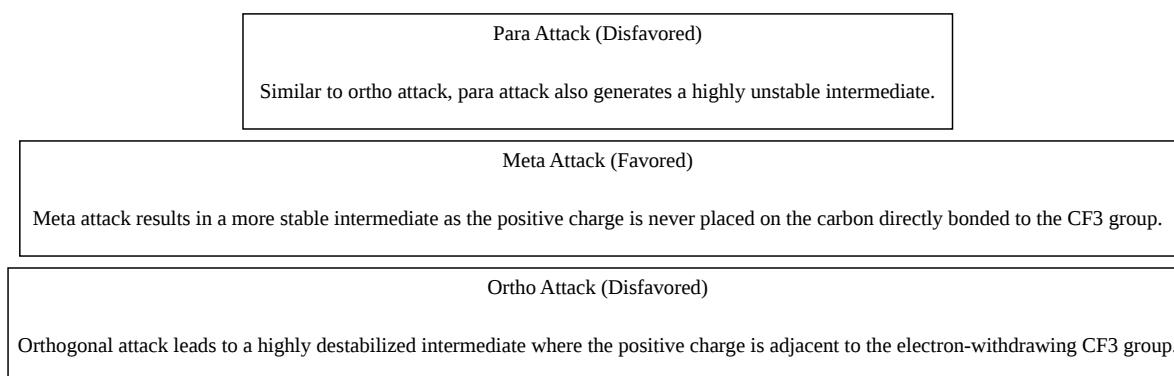 Para Attack (Disfavored)
Similar to ortho attack, para attack also generates a highly unstable intermediate.
Meta Attack (Favored)
Meta attack results in a more stable intermediate as the positive charge is never placed on the carbon directly bonded to the CF3 group.
Ortho Attack (Disfavored)
Orthogonal attack leads to a highly destabilized intermediate where the positive charge is adjacent to the electron-withdrawing CF3 group.